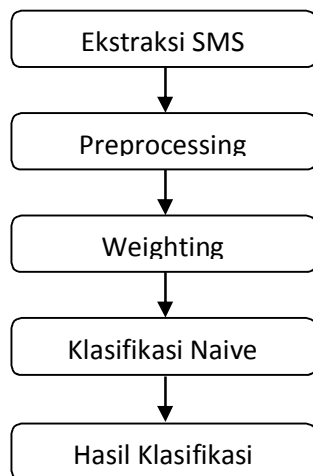 Ekstraksi SMS
Preprocessing
Weighting
Klasifikasi Naive
Hasil Klasifikasi